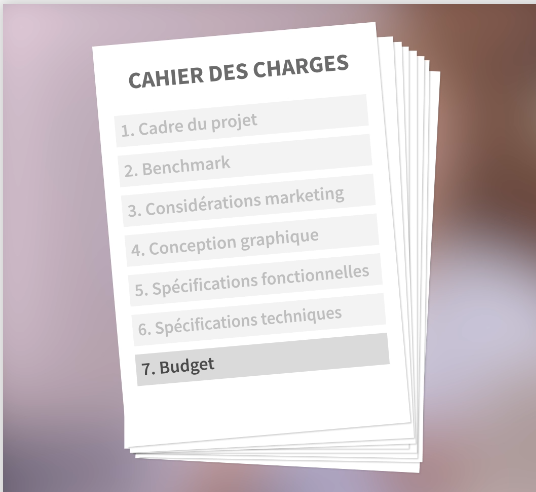 CAHIER DES CHARGES
1. Cadre du projet
2. Benchmark
3. Considérations marketing
4. Conception graphique
5. Spécifications fonctionnelles
6. Spécifications techniques
7. Budget